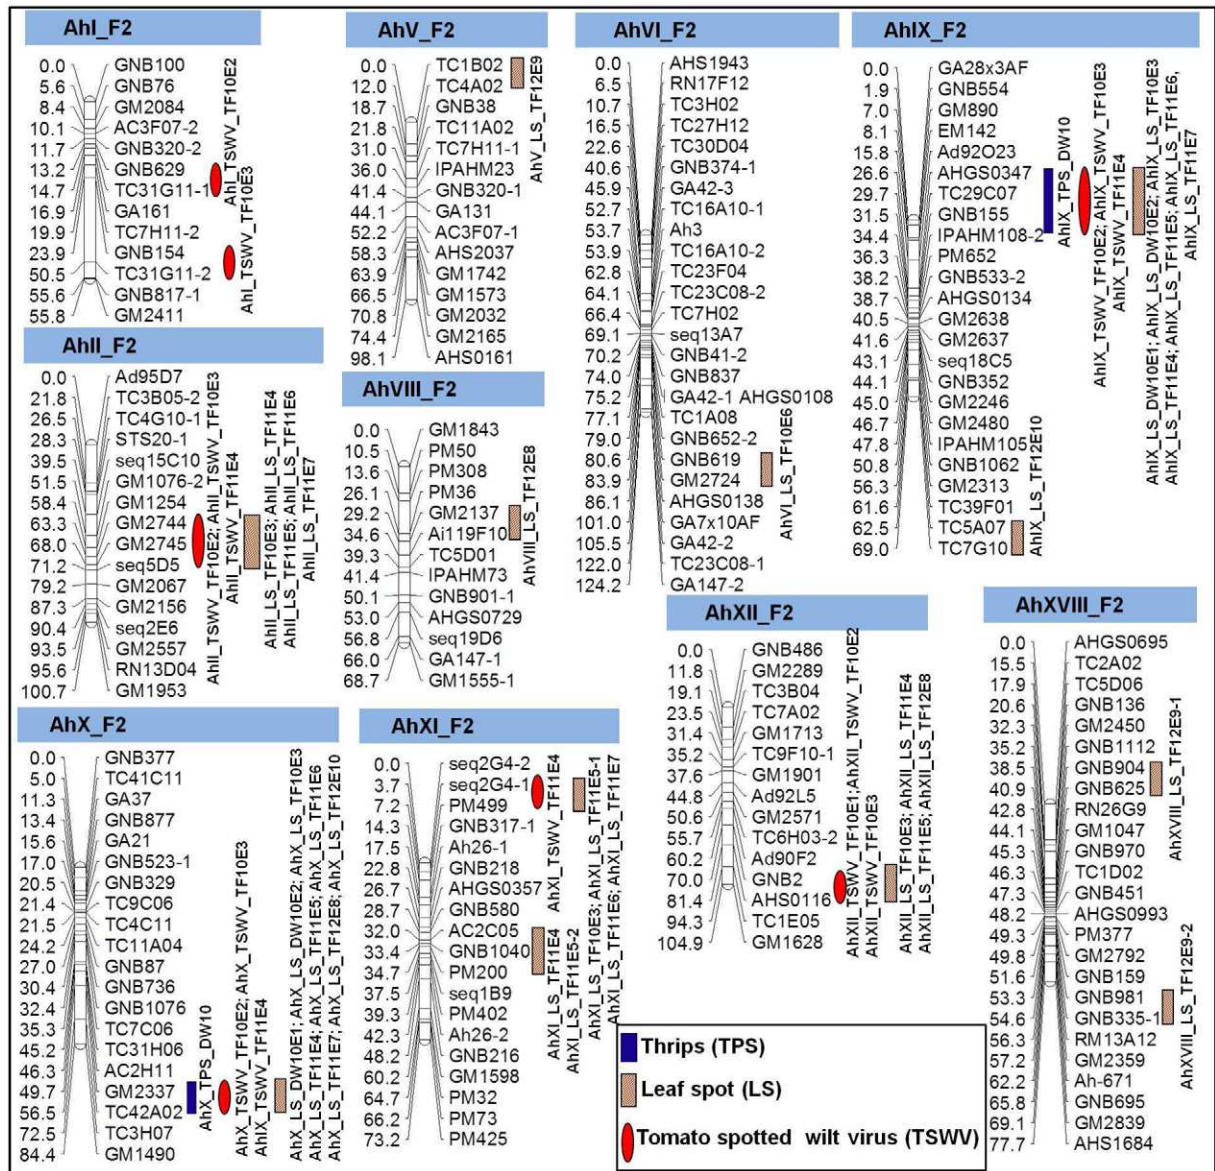 AhI_F2
0.0 GNB100
5.6 GNB76
8.4 GM2084
10.1 AC3F07-2
11.7 GNB320-2
13.2 GNB629
14.7 TC31G11-1
16.9 GA161
19.9 TC7H11-2
23.9 GNB154
50.5 TC31G11-2
55.6 GNB817-1
55.8 GM2411
AhI_TSWV_TF10E2
AhI_TSWV_TF10E3
AhII_F2
0.0 Ad95D7
21.8 TC3B05-2
26.5 TC4G10-1
28.3 STS20-1
39.5 seq15C10
51.5 GM1076-2
58.4 GM1254
63.3 GM2744
68.0 GM2745
71.2 seq5D5
79.2 GM2067
87.3 GM2156
90.4 seq2E6
93.5 GM2557
95.6 RN13D04
100.7 GM1953
AhII_TSWV_TF10E2; AhII_TSWV_TF10E3
AhII_TSWV_TF11E4
AhII_LS_TF10E3; AhII_LS_TF11E4
AhII_LS_TF11E5; AhII_LS_TF11E6
AhII_LS_TF11E7
AhV_F2
0.0 TC1B02
12.0 TC4A02
18.7 GNB38
21.8 TC11A02
31.0 TC7H11-1
36.0 IPAHM23
41.4 GNB320-1
44.1 GA131
52.2 AC3F07-1
58.3 AHS2037
63.9 GM1742
66.5 GM1573
70.8 GM2032
74.4 GM2165
98.1 AHS0161
AhV_LS_TF12E9
AhVIII_F2
0.0 GM1843
10.5 PM50
13.6 PM308
26.1 PM36
29.2 GM2137
34.6 Ai119F10
39.3 TC5D01
41.4 IPAHM73
50.1 GNB901-1
53.0 AHGS0729
56.8 seq19D6
66.0 GA147-1
68.7 GM1555-1
AhVIII_LS_TF12E8
AhVI_F2
0.0 AHS1943
6.5 RN17F12
10.7 TC3H02
16.5 TC27H12
22.6 TC30D04
40.6 GNB374-1
45.9 GA42-3
52.7 TC16A10-1
53.7 Ah3
53.9 TC16A10-2
62.8 TC23F04
64.1 TC23C08-2
66.4 TC7H02
69.1 seq13A7
70.2 GNB41-2
74.0 GNB837
75.2 GA42-1 AHGS0108
77.1 TC1A08
79.0 GNB652-2
80.6 GNB619
83.9 GM2724
86.1 AHGS0138
101.0 GA7x10AF
105.5 GA42-2
122.0 TC23C08-1
124.2 GA147-2
AhVI_LS_TF10E6
AhIX_F2
0.0 GA28x3AF
1.9 GNB554
7.0 GM890
8.1 EM142
15.8 Ad92O23
26.6 AHGS0347
29.7 TC29C07
31.5 GNB155
34.4 IPAHM108-2
36.3 PM652
38.2 GNB533-2
38.7 AHGS0134
40.5 GM2638
41.6 GM2637
43.1 seq18C5
44.1 GNB352
45.0 GM2246
46.7 GM2480
47.8 IPAHM105
50.8 GNB1062
56.3 GM2313
61.6 TC39F01
62.5 TC5A07
69.0 TC7G10
AhIX_TPS_DW10
AhIX_TSWV_TF10E2; AhIX_TSWV_TF10E3
AhIX_TSWV_TF11E4
AhIX_LS_DW10E1; AhIX_LS_DW10E2; AhIX_LS_TF10E3
AhIX_LS_TF11E4; AhIX_LS_TF11E5; AhIX_LS_TF11E6,
AhIX_LS_TF11E7
AhIX_LS_TF12E10
AhX_F2
0.0 GNB377
5.0 TC41C11
11.3 GA37
13.4 GNB877
15.6 GA21
17.0 GNB523-1
20.5 GNB329
21.4 TC9C06
21.5 TC4C11
24.2 TC11A04
27.0 GNB87
30.4 GNB736
32.4 GNB1076
35.3 TC7C06
45.2 TC31H06
46.3 AC2H11
49.7 GM2337
56.5 TC42A02
72.5 TC3H07
84.4 GM1490
AhX_TPS_DW10
AhX_TSWV_TF10E2; AhX_TSWV_TF10E3
AhIX_TSWV_TF11E4
AhX_LS_DW10E1; AhX_LS_DW10E2; AhX_LS_TF10E3
AhX_LS_TF11E4; AhX_LS_TF11E5; AhX_LS_TF11E6
AhX_LS_TF11E7; AhX_LS_TF12E8; AhX_LS_TF12E10
AhXI_F2
0.0 seq2G4-2
3.7 seq2G4-1
7.2 PM499
14.3 GNB317-1
17.5 Ah26-1
22.8 GNB218
26.7 AHGS0357
28.7 GNB580
32.0 AC2C05
33.4 GNB1040
34.7 PM200
37.5 seq1B9
39.3 PM402
42.3 Ah26-2
48.2 GNB216
60.2 GM1598
64.7 PM32
66.2 PM73
73.2 PM425
AhXI_TSWV_TF11E4
AhXI_LS_TF11E4
AhXI_LS_TF11E5-2
AhXI_LS_TF10E3; AhXI_LS_TF11E5-1
AhXI_LS_TF11E6; AhXI_LS_TF11E7
AhXII_F2
0.0 GNB486
11.8 GM2289
19.1 TC3B04
23.5 TC7A02
31.4 GM1713
35.2 TC9F10-1
37.6 GM1901
44.8 Ad92L5
50.6 GM2571
55.7 TC6H03-2
60.2 Ad90F2
70.0 GNB2
81.4 AHS0116
94.3 TC1E05
104.9 GM1628
AhXII_TSWV_TF10E1;AhXII_TSWV_TF10E2
AhXII_TSWV_TF10E3
AhXII_LS_TF10E3; AhXII_LS_TF11E4
AhXII_LS_TF11E5; AhXII_LS_TF12E8
AhXVIII_F2
0.0 AHGS0695
15.5 TC2A02
17.9 TC5D06
20.6 GNB136
32.3 GM2450
35.2 GNB1112
38.5 GNB904
40.9 GNB625
42.8 RN26G9
44.1 GM1047
45.3 GNB970
46.3 TC1D02
47.3 GNB451
48.2 AHGS0993
49.3 PM377
49.8 GM2792
51.6 GNB159
53.3 GNB981
54.6 GNB335-1
56.3 RM13A12
57.2 GM2359
62.2 Ah-671
65.8 GNB695
69.1 GM2839
77.7 AHS1684
AhXVIII_LS_TF12E9-1
AhXVIII_LS_TF12E9-2
Thrips (TPS)
Leaf spot (LS)
Tomato spotted wilt virus (TSWV)